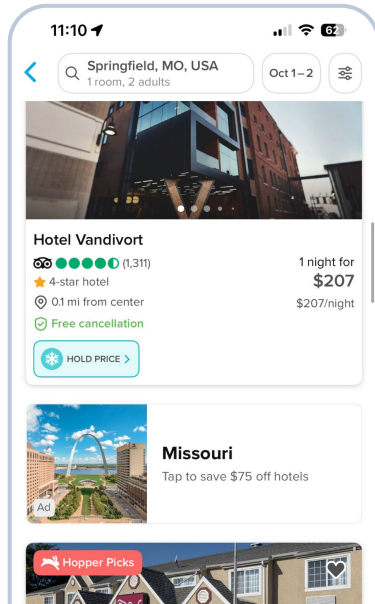 11:10
62
Springfield, MO, USA
1 room, 2 adults
Oct 1–2
Hotel Vandivort
(1,311)
1 night for
4-star hotel
$207
0.1 mi from center
$207/night
Free cancellation
HOLD PRICE
Missouri
Tap to save $75 off hotels
Ad
Hopper Picks